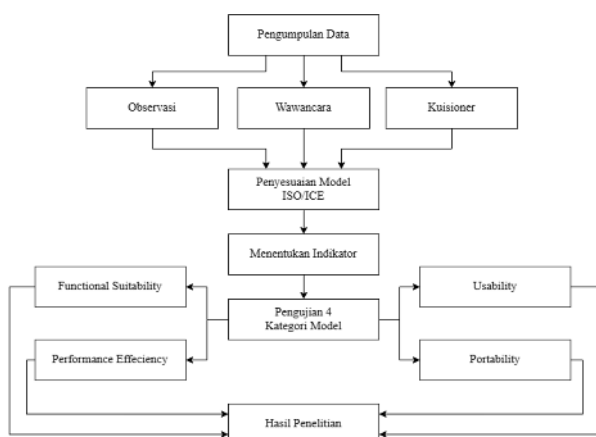 Pengumpulan Data
Observasi
Wawancara
Kuisioner
Penyesuaian Model
ISO/ICE
Menentukan Indikator
Functional Suitability
Usability
Pengujian 4
Kategori Model
Performance Effeciency
Portability
Hasil Penelitian